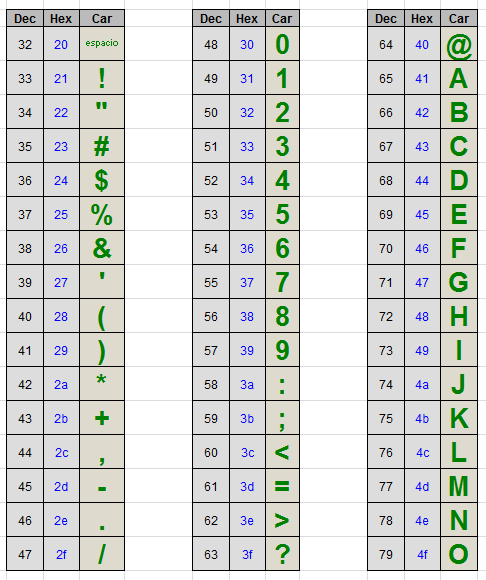 Dec Hex Car Dec Hex Car Dec Hex Car
32 20 espacio 48 30 0 64 40 @
33 21 ! 49 31 1 65 41 A
34 22 " 50 32 2 66 42 B
35 23 # 51 33 3 67 43 C
36 24 $ 52 34 4 68 44 D
37 25 % 53 35 5 69 45 E
38 26 & 54 36 6 70 46 F
39 27 ' 55 37 7 71 47 G
40 28 ( 56 38 8 72 48 H
41 29 ) 57 39 9 73 49 I
42 2a * 58 3a : 74 4a J
43 2b + 59 3b ; 75 4b K
44 2c , 60 3c < 76 4c L
45 2d - 61 3d = 77 4d M
46 2e . 62 3e > 78 4e N
47 2f / 63 3f ? 79 4f O